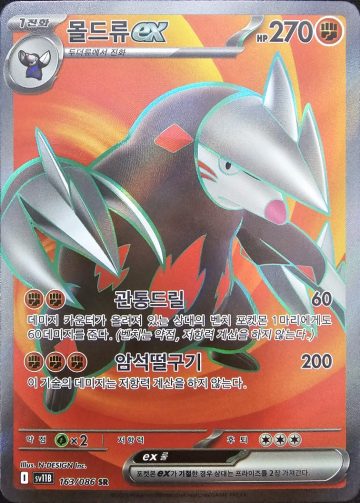 1진화 몰드류 ex HP 270
두더류에서 진화
관통드릴 60
데미지 카운터가 올려져 있는 상대의 벤치 포켓몬 1마리에게도
60데미지를 준다. (벤치는 약점, 저항력 계산을 하지 않는다.)
암석떨구기 200
이 기술의 데미지는 저항력 계산을 하지 않는다.
약점 ×2 저항력 후퇴
ex 룰
포켓몬 ex가 기절한 경우 상대는 프라이즈를 2장 가져간다.
Illus. N-DESIGN Inc.
D sv11B 163/086 SR